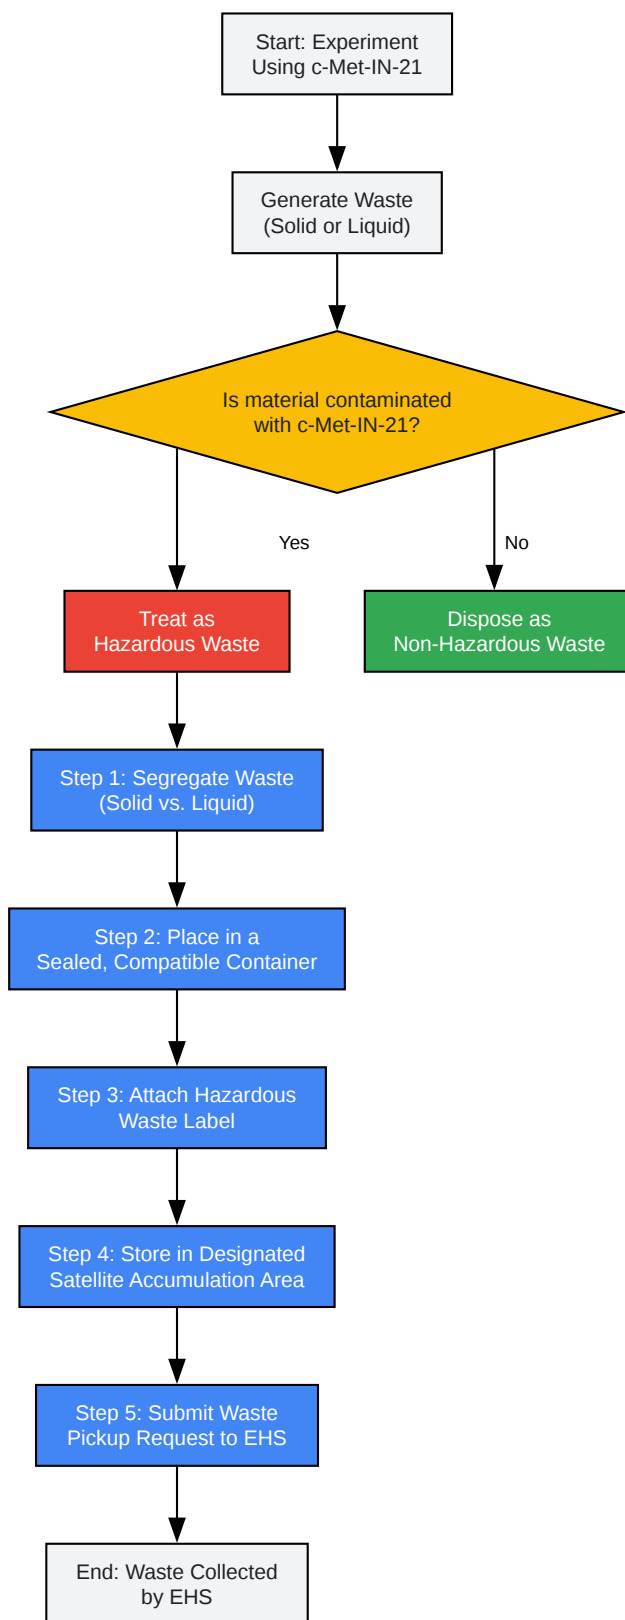 Start: Experiment
Using c-Met-IN-21
Generate Waste
(Solid or Liquid)
Is material contaminated
with c-Met-IN-21?
Yes
No
Treat as
Hazardous Waste
Dispose as
Non-Hazardous Waste
Step 1: Segregate Waste
(Solid vs. Liquid)
Step 2: Place in a
Sealed, Compatible Container
Step 3: Attach Hazardous
Waste Label
Step 4: Store in Designated
Satellite Accumulation Area
Step 5: Submit Waste
Pickup Request to EHS
End: Waste Collected
by EHS